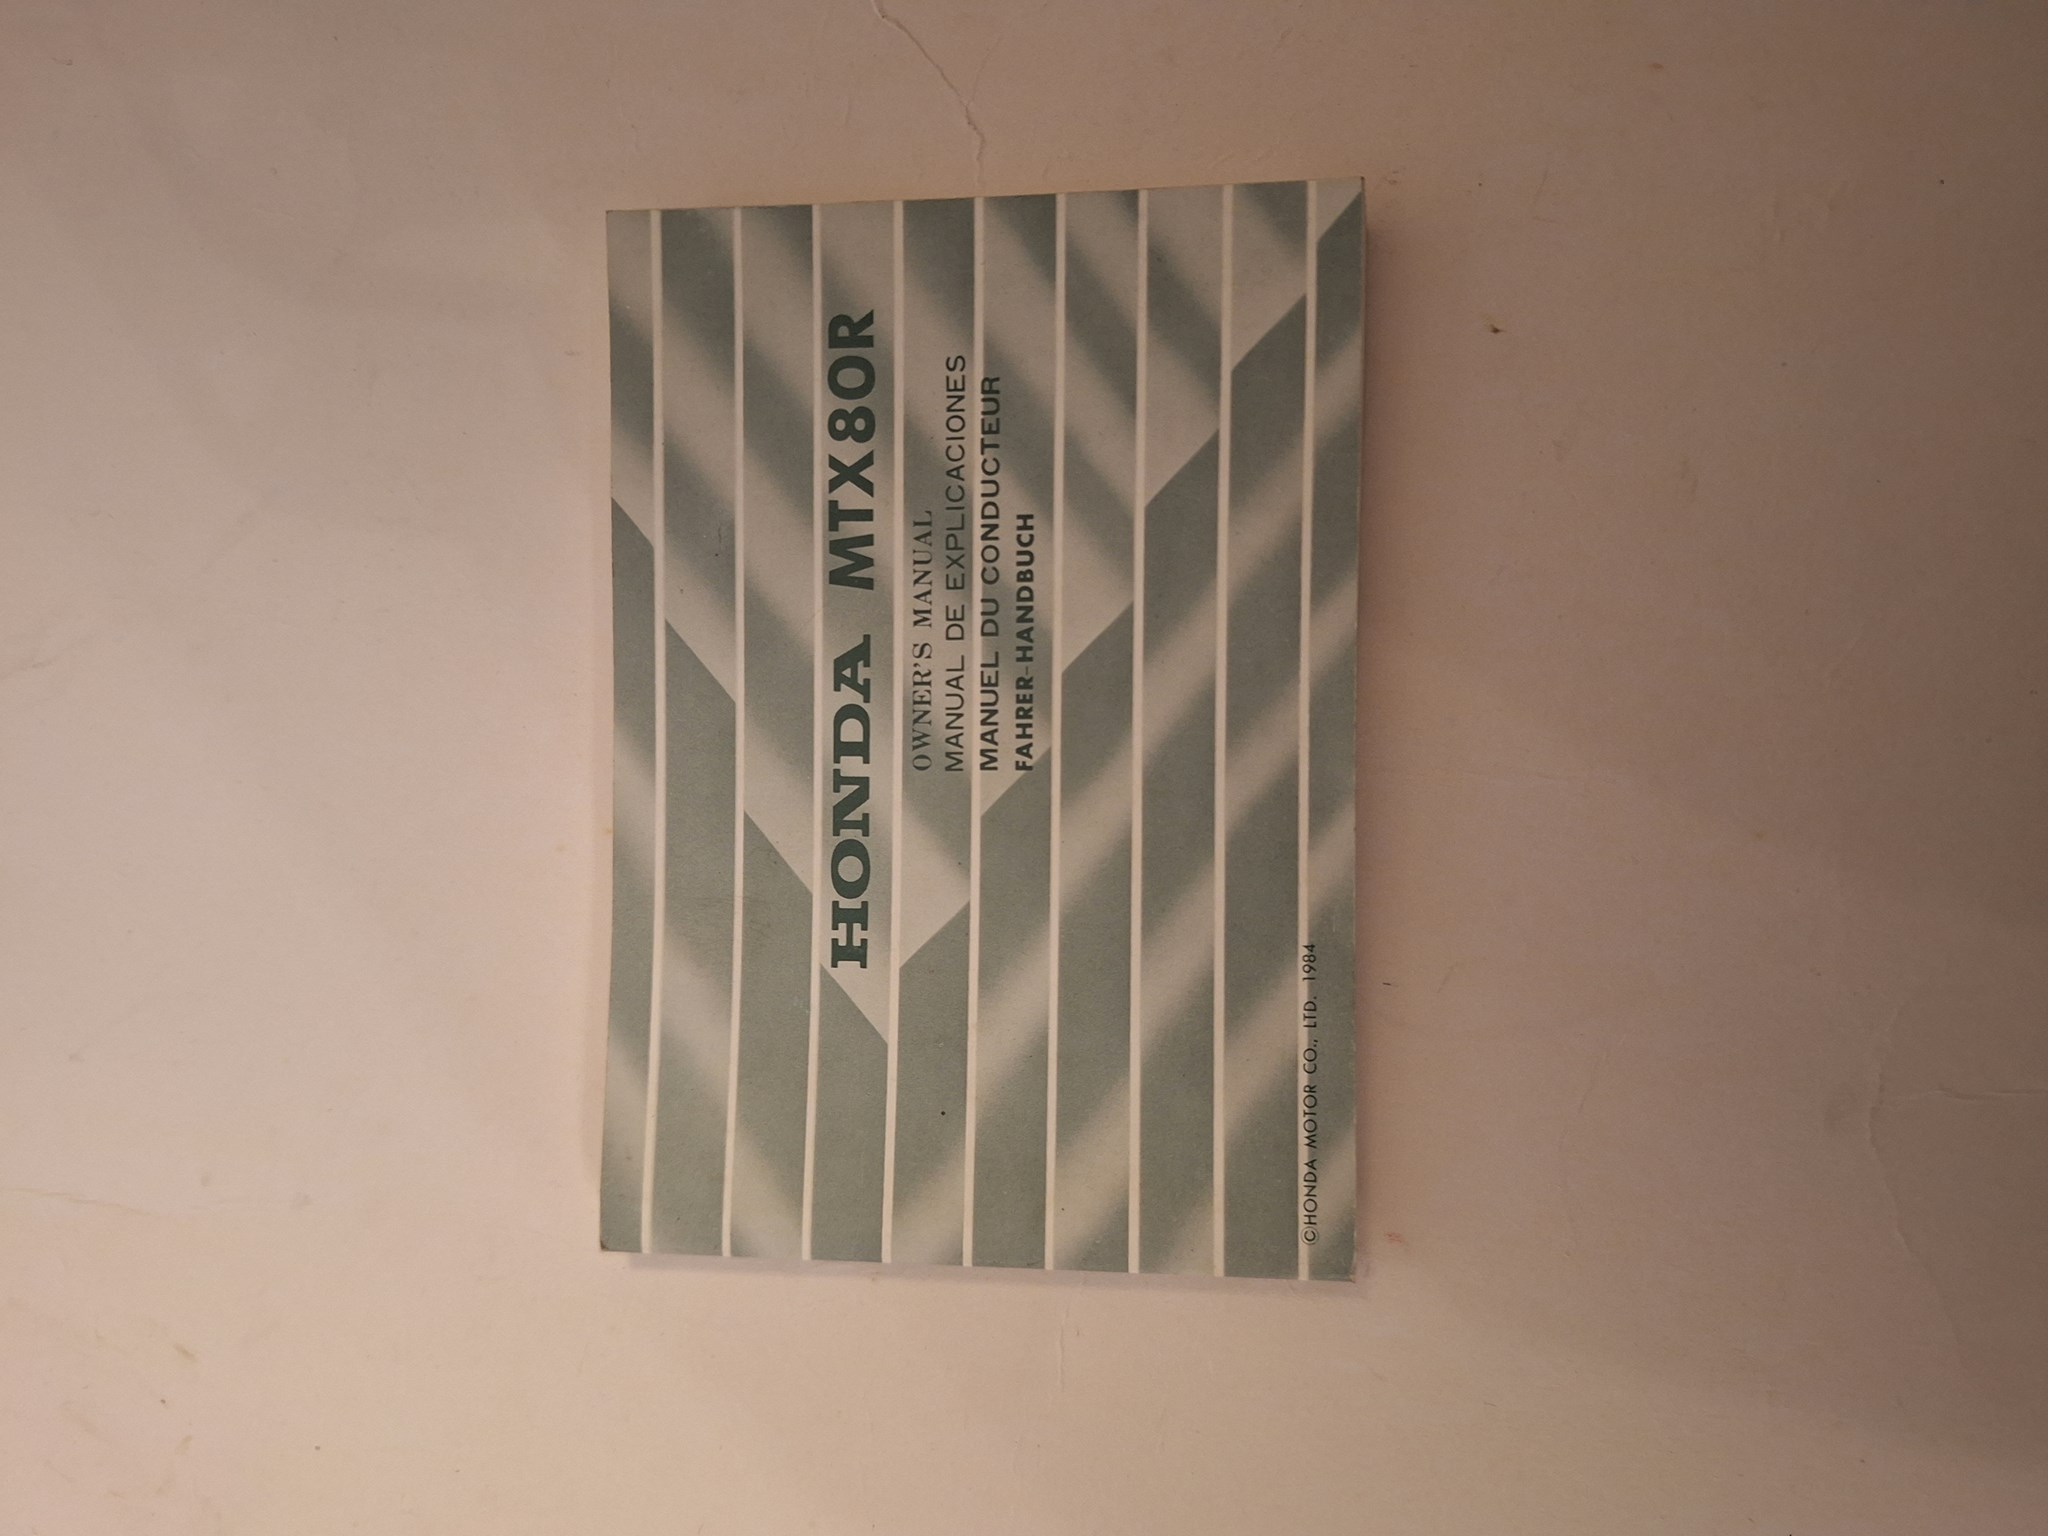 HONDA MTX80R
OWNER'S MANUAL
MANUAL DE EXPLICACIONES
MANUEL DU CONDUCTEUR
FAHRER-HANDBUCH
©HONDA MOTOR CO., LTD. 1984